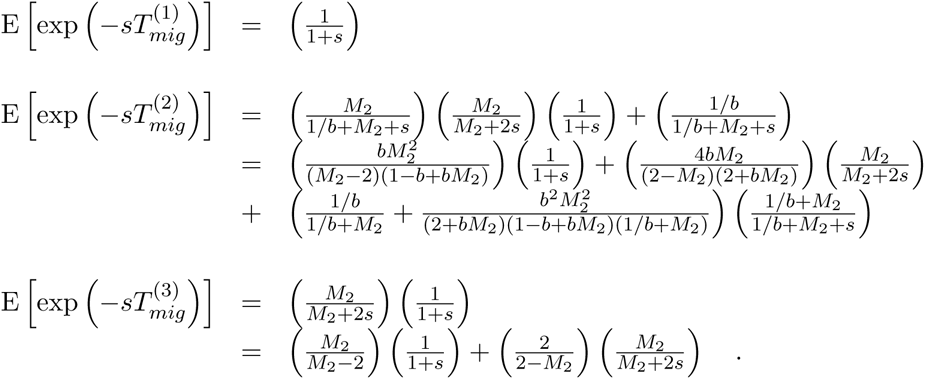 E [exp (−sT_{mig}^{(1)})] = (1/(1+s))
E [exp (−sT_{mig}^{(2)})] = (M_2/(1/b+M_2+s)) (M_2/(M_2+2s)) (1/(1+s)) + ((1/b)/(1/b+M_2+s))
= (bM_2^2/((M_2−2)(1−b+bM_2))) (1/(1+s)) + (4bM_2/((2−M_2)(2+bM_2))) (M_2/(M_2+2s))
+ ((1/b)/(1/b+M_2) + b^2M_2^2/((2+bM_2)(1−b+bM_2)(1/b+M_2))) ((1/b+M_2)/(1/b+M_2+s))
E [exp (−sT_{mig}^{(3)})] = (M_2/(M_2+2s)) (1/(1+s))
= (M_2/(M_2−2)) (1/(1+s)) + (2/(2−M_2)) (M_2/(M_2+2s)) .